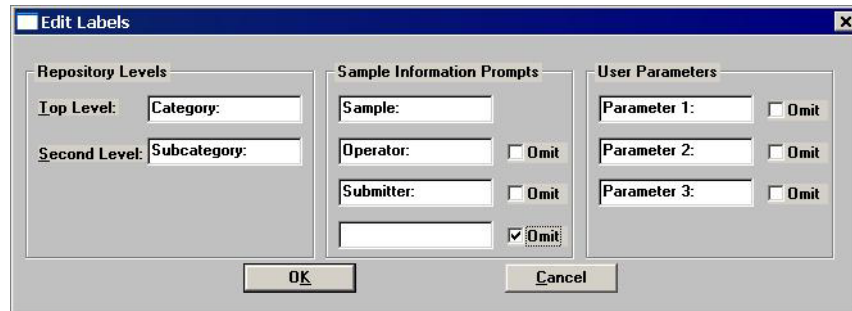 Edit Labels
Repository Levels
Top Level: Category:
Second Level: Subcategory:
Sample Information Prompts
Sample:
Operator: Omit
Submitter: Omit
Omit
User Parameters
Parameter 1: Omit
Parameter 2: Omit
Parameter 3: Omit
OK Cancel